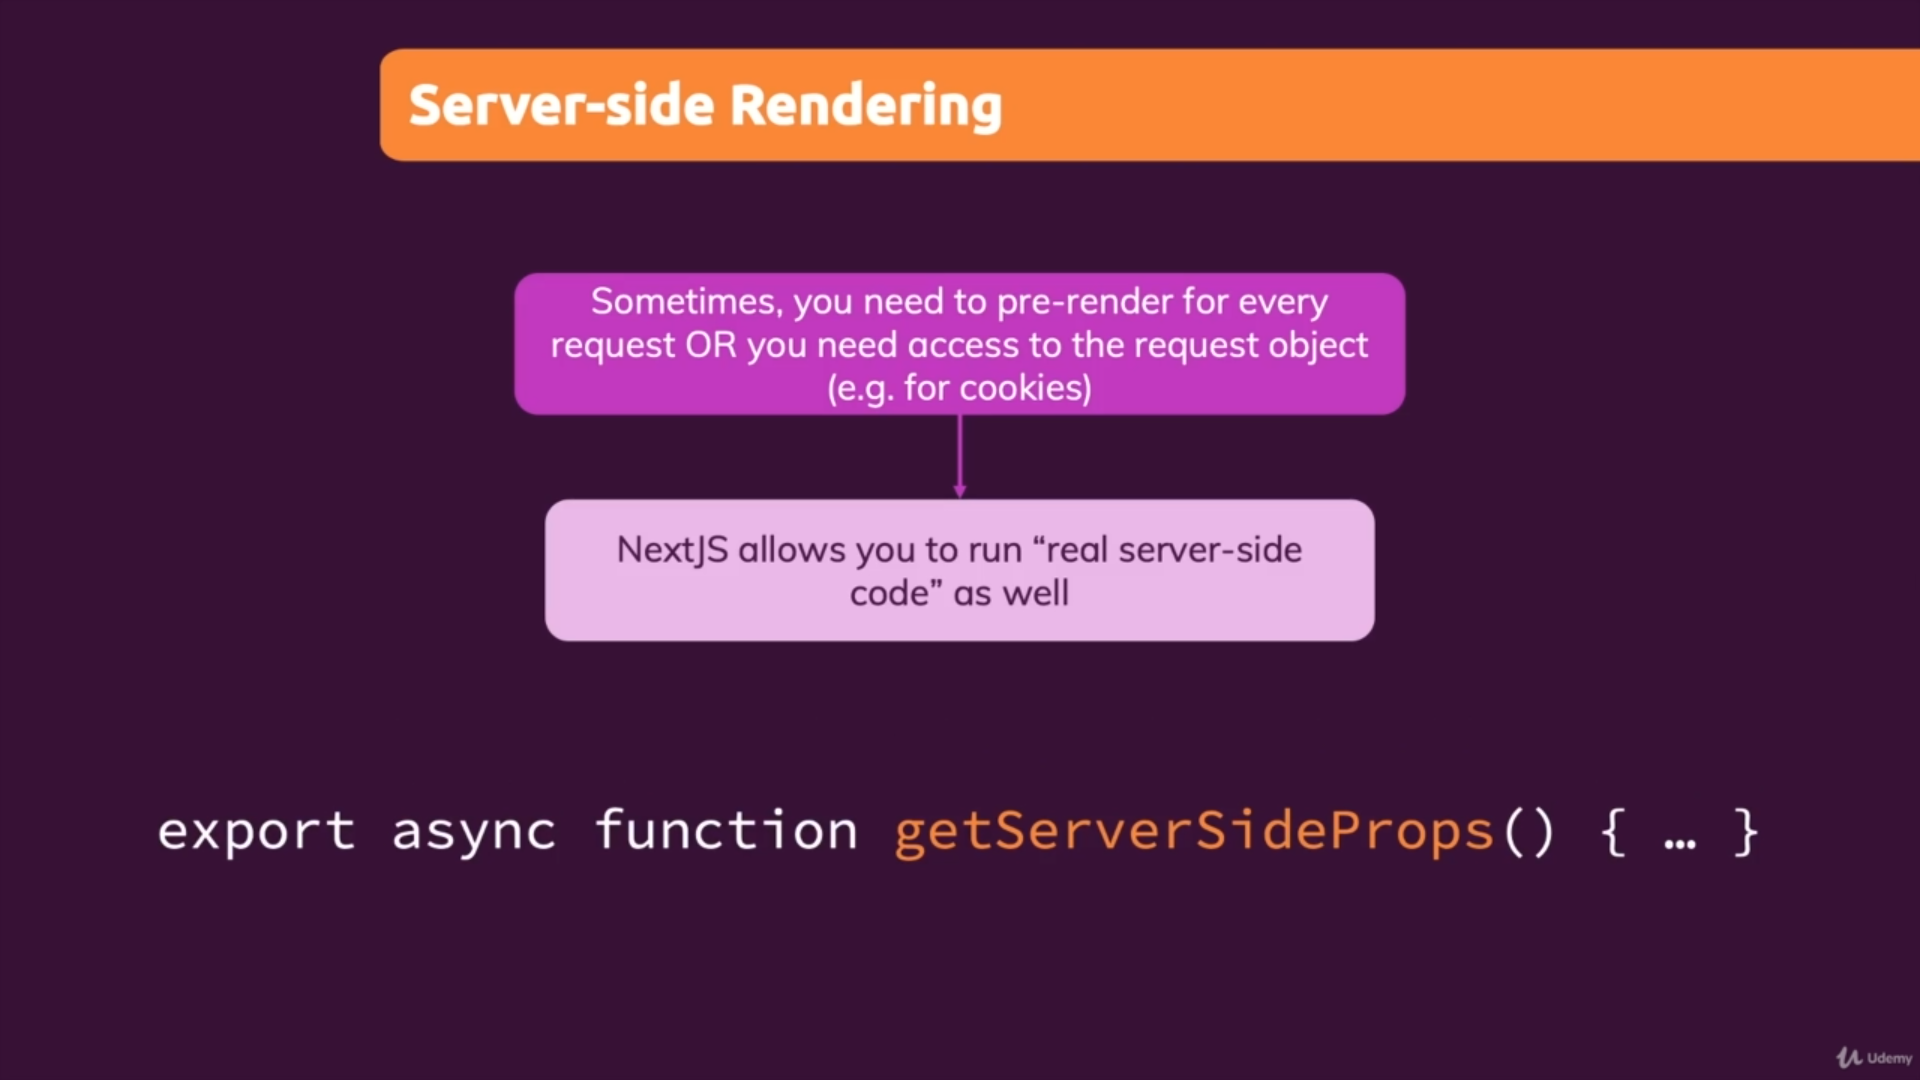 Server-side Rendering
Sometimes, you need to pre-render for every
request OR you need access to the request object
(e.g. for cookies)
NextJS allows you to run “real server-side
code” as well
export async function getServerSideProps() { … }
Udemy